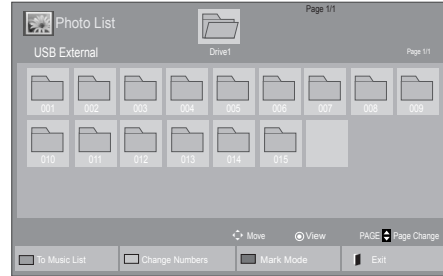 Page 1/1
Photo List
USB External
Drive1
Page 1/1
001 002 003 004 005 006 007 008 009
010 011 012 013 014 015
Move View PAGE Page Change
To Music List Change Numbers Mark Mode Exit